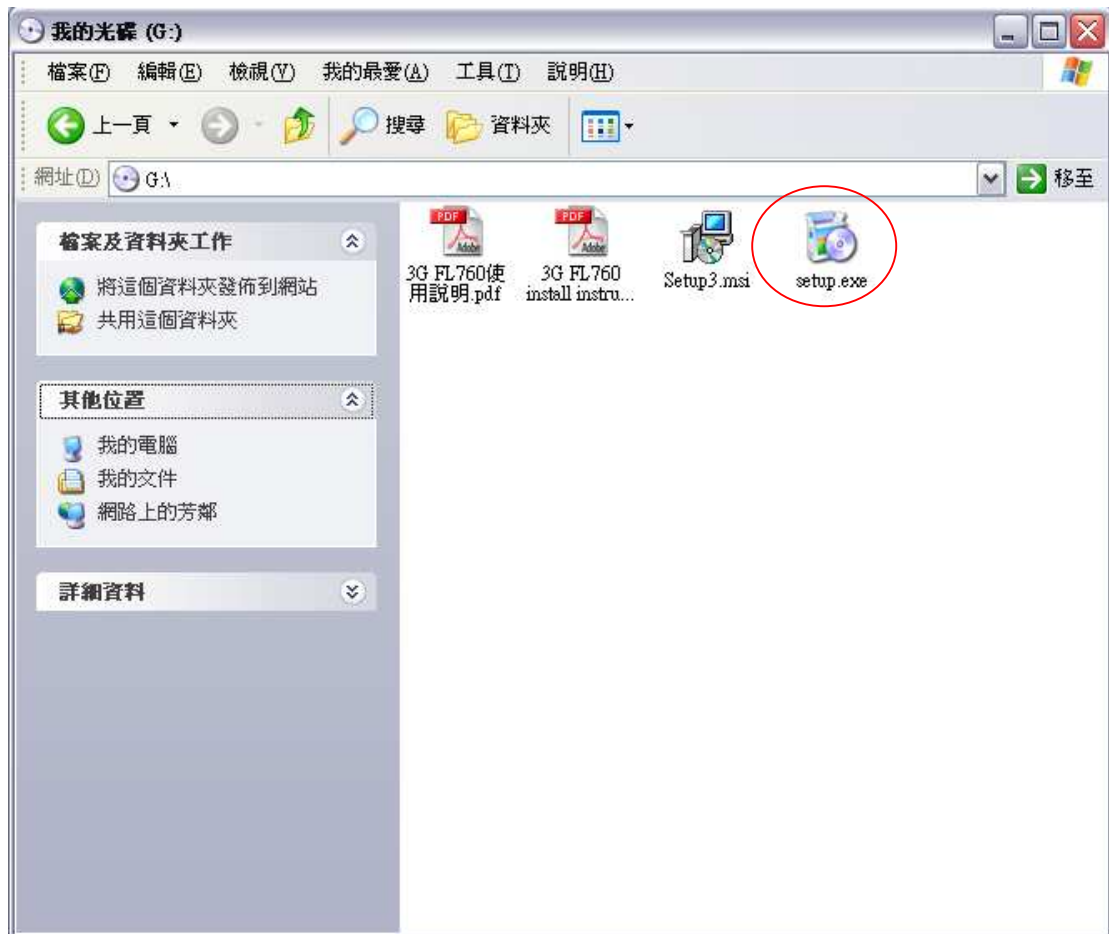 我的光碟 (G:)
檔案(F) 編輯(E) 檢視(V) 我的最愛(A) 工具(T) 說明(H)
上一頁 搜尋 資料夾
網址(D) G:\ 移至
檔案及資料夾工作
將這個資料夾發佈到網站
共用這個資料夾
其他位置
我的電腦
我的文件
網路上的芳鄰
詳細資料
PDF Adobe
3G FL760使
用說明.pdf
PDF Adobe
3G FL760
install instru...
Setup3.msi
setup.exe